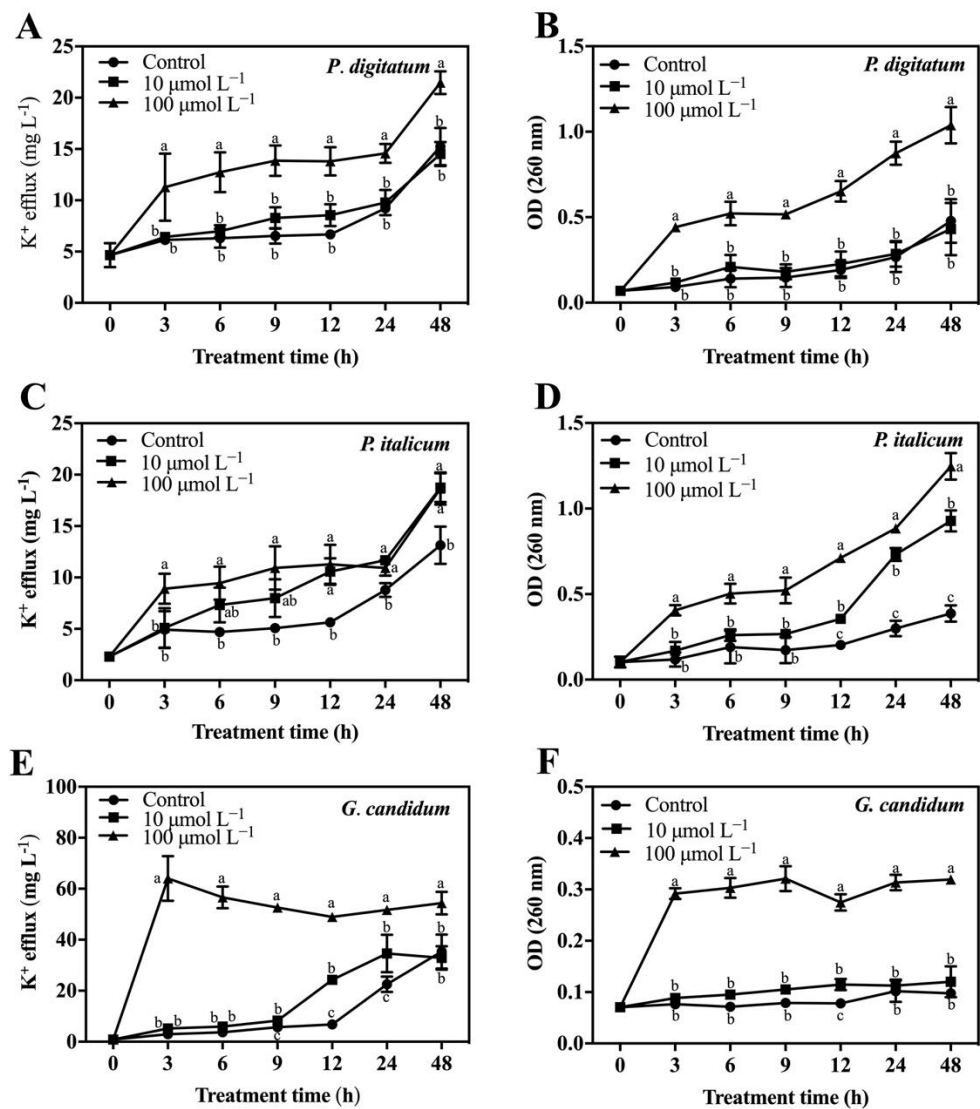 A
K⁺ efflux (mg L⁻¹)
25
20
15
10
5
0
Control
10 μmol L⁻¹
100 μmol L⁻¹
P. digitatum
a a a a a a
b b b b b b
b b b b b b
0 3 6 9 12 24 48
Treatment time (h)
B
OD (260 nm)
1.5
1.0
0.5
0.0
Control
10 μmol L⁻¹
100 μmol L⁻¹
P. digitatum
a a a a a a
b b b b b b
b b b b b b
0 3 6 9 12 24 48
Treatment time (h)
C
K⁺ efflux (mg L⁻¹)
25
20
15
10
5
0
Control
10 μmol L⁻¹
100 μmol L⁻¹
P. italicum
a a a a a a
b ab ab a a a
b b b b b b
0 3 6 9 12 24 48
Treatment time (h)
D
OD (260 nm)
1.5
1.0
0.5
0.0
Control
10 μmol L⁻¹
100 μmol L⁻¹
P. italicum
a a a a a a
b b b b b b
b b b c c c
0 3 6 9 12 24 48
Treatment time (h)
E
K⁺ efflux (mg L⁻¹)
100
80
60
40
20
0
Control
10 μmol L⁻¹
100 μmol L⁻¹
G. candidum
a a a a a a
b b b b b b b b
c c c b
0 3 6 9 12 24 48
Treatment time (h)
F
OD (260 nm)
0.5
0.4
0.3
0.2
0.1
0.0
Control
10 μmol L⁻¹
100 μmol L⁻¹
G. candidum
a a a a a a
b b b b b b
b b b c b b
0 3 6 9 12 24 48
Treatment time (h)